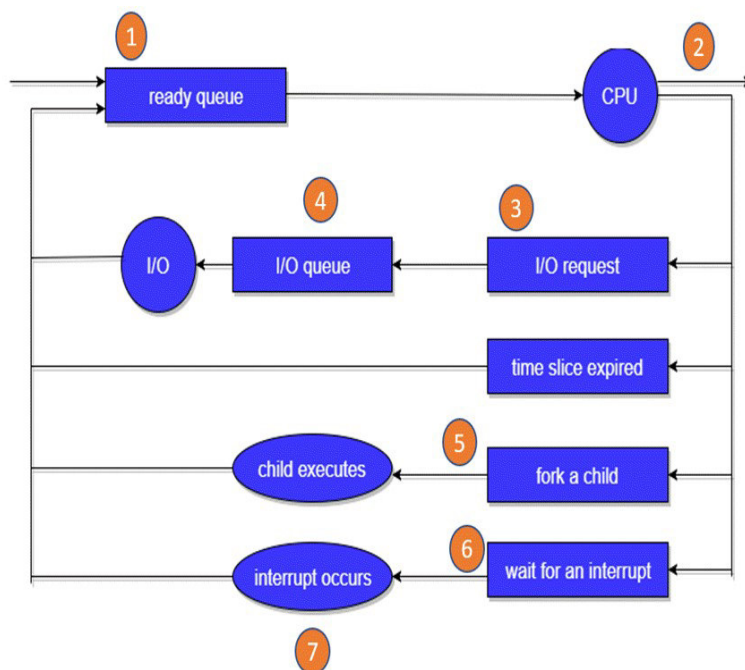 1
2
ready queue
CPU
4
3
I/O
I/O queue
I/O request
time slice expired
5
child executes
fork a child
6
interrupt occurs
wait for an interrupt
7